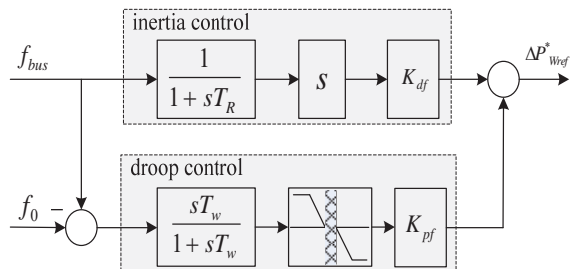 inertia control
f_bus
1 / (1 + sT_R)
s
K_df
ΔP*_Wref
droop control
f_0
−
sT_w / (1 + sT_w)
K_pf